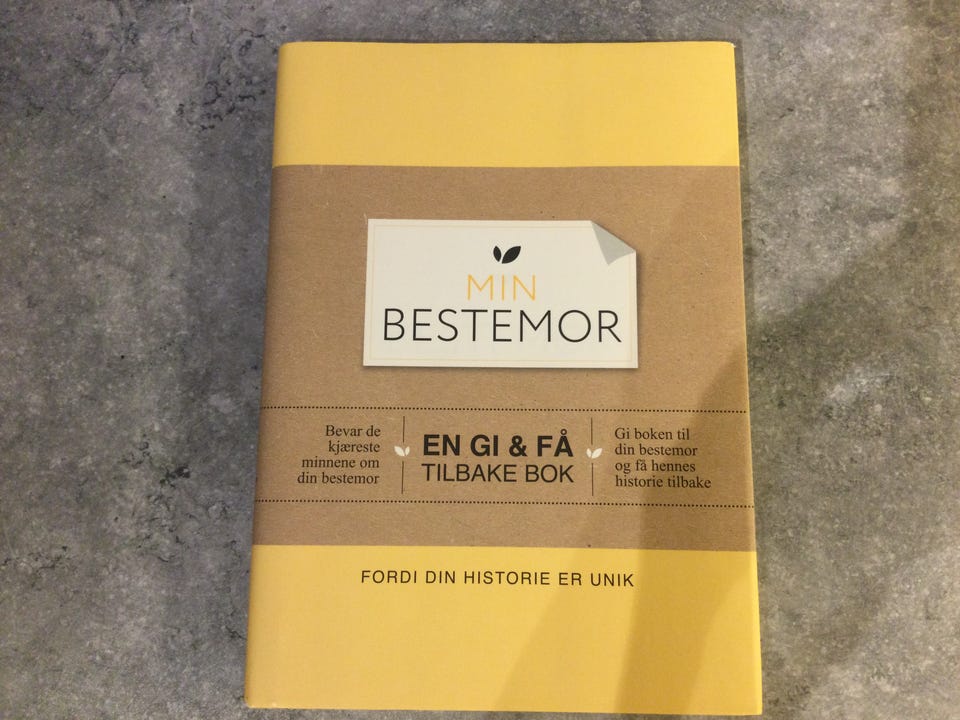 MIN
BESTEMOR
Bevar de
kjæreste
minnene om
din bestemor
EN GI & FÅ
TILBAKE BOK
Gi boken til
din bestemor
og få hennes
historie tilbake
FORDI DIN HISTORIE ER UNIK